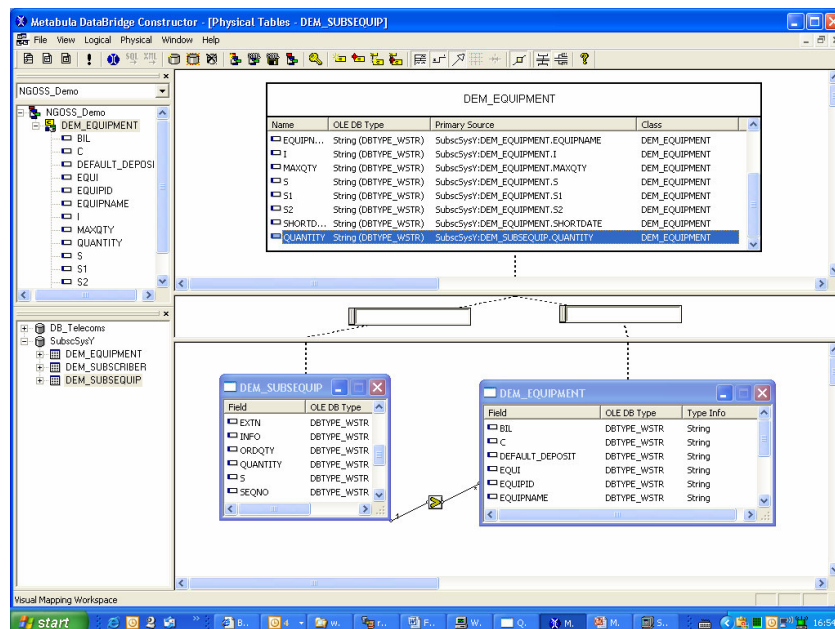 Metabula DataBridge Constructor - [Physical Tables - DEM_SUBSEQUIP]
File View Logical Physical Window Help
SQL XML
NGOSS_Demo
NGOSS_Demo
DEM_EQUIPMENT
BIL
C
DEFAULT_DEPOSI
EQUI
EQUIPID
EQUIPNAME
I
MAXQTY
QUANTITY
S
S1
S2
DEM_EQUIPMENT
Name OLE DB Type Primary Source Class
EQUIPN... String (DBTYPE_WSTR) SubscSysY:DEM_EQUIPMENT.EQUIPNAME DEM_EQUIPMENT
I String (DBTYPE_WSTR) SubscSysY:DEM_EQUIPMENT.I DEM_EQUIPMENT
MAXQTY String (DBTYPE_WSTR) SubscSysY:DEM_EQUIPMENT.MAXQTY DEM_EQUIPMENT
S String (DBTYPE_WSTR) SubscSysY:DEM_EQUIPMENT.S DEM_EQUIPMENT
S1 String (DBTYPE_WSTR) SubscSysY:DEM_EQUIPMENT.S1 DEM_EQUIPMENT
S2 String (DBTYPE_WSTR) SubscSysY:DEM_EQUIPMENT.S2 DEM_EQUIPMENT
SHORTD... String (DBTYPE_WSTR) SubscSysY:DEM_EQUIPMENT.SHORTDATE DEM_EQUIPMENT
QUANTITY String (DBTYPE_WSTR) SubscSysY:DEM_SUBSEQUIP.QUANTITY DEM_EQUIPMENT
DB_Telecoms
SubscSysY
DEM_EQUIPMENT
DEM_SUBSCRIBER
DEM_SUBSEQUIP
DEM_SUBSEQUIP
Field OLE DB Type
EXTN DBTYPE_WSTR
INFO DBTYPE_WSTR
ORDQTY DBTYPE_WSTR
QUANTITY DBTYPE_WSTR
S DBTYPE_WSTR
SEQNO DBTYPE_WSTR
1
DEM_EQUIPMENT
Field OLE DB Type Type Info
BIL DBTYPE_WSTR String
C DBTYPE_WSTR String
DEFAULT_DEPOSIT DBTYPE_WSTR String
EQUI DBTYPE_WSTR String
EQUIPID DBTYPE_WSTR String
EQUIPNAME DBTYPE_WSTR String
Visual Mapping Workspace
start B.. 4 w.. r.. F.. W.. Q.. M.. M.. S.. 16:54